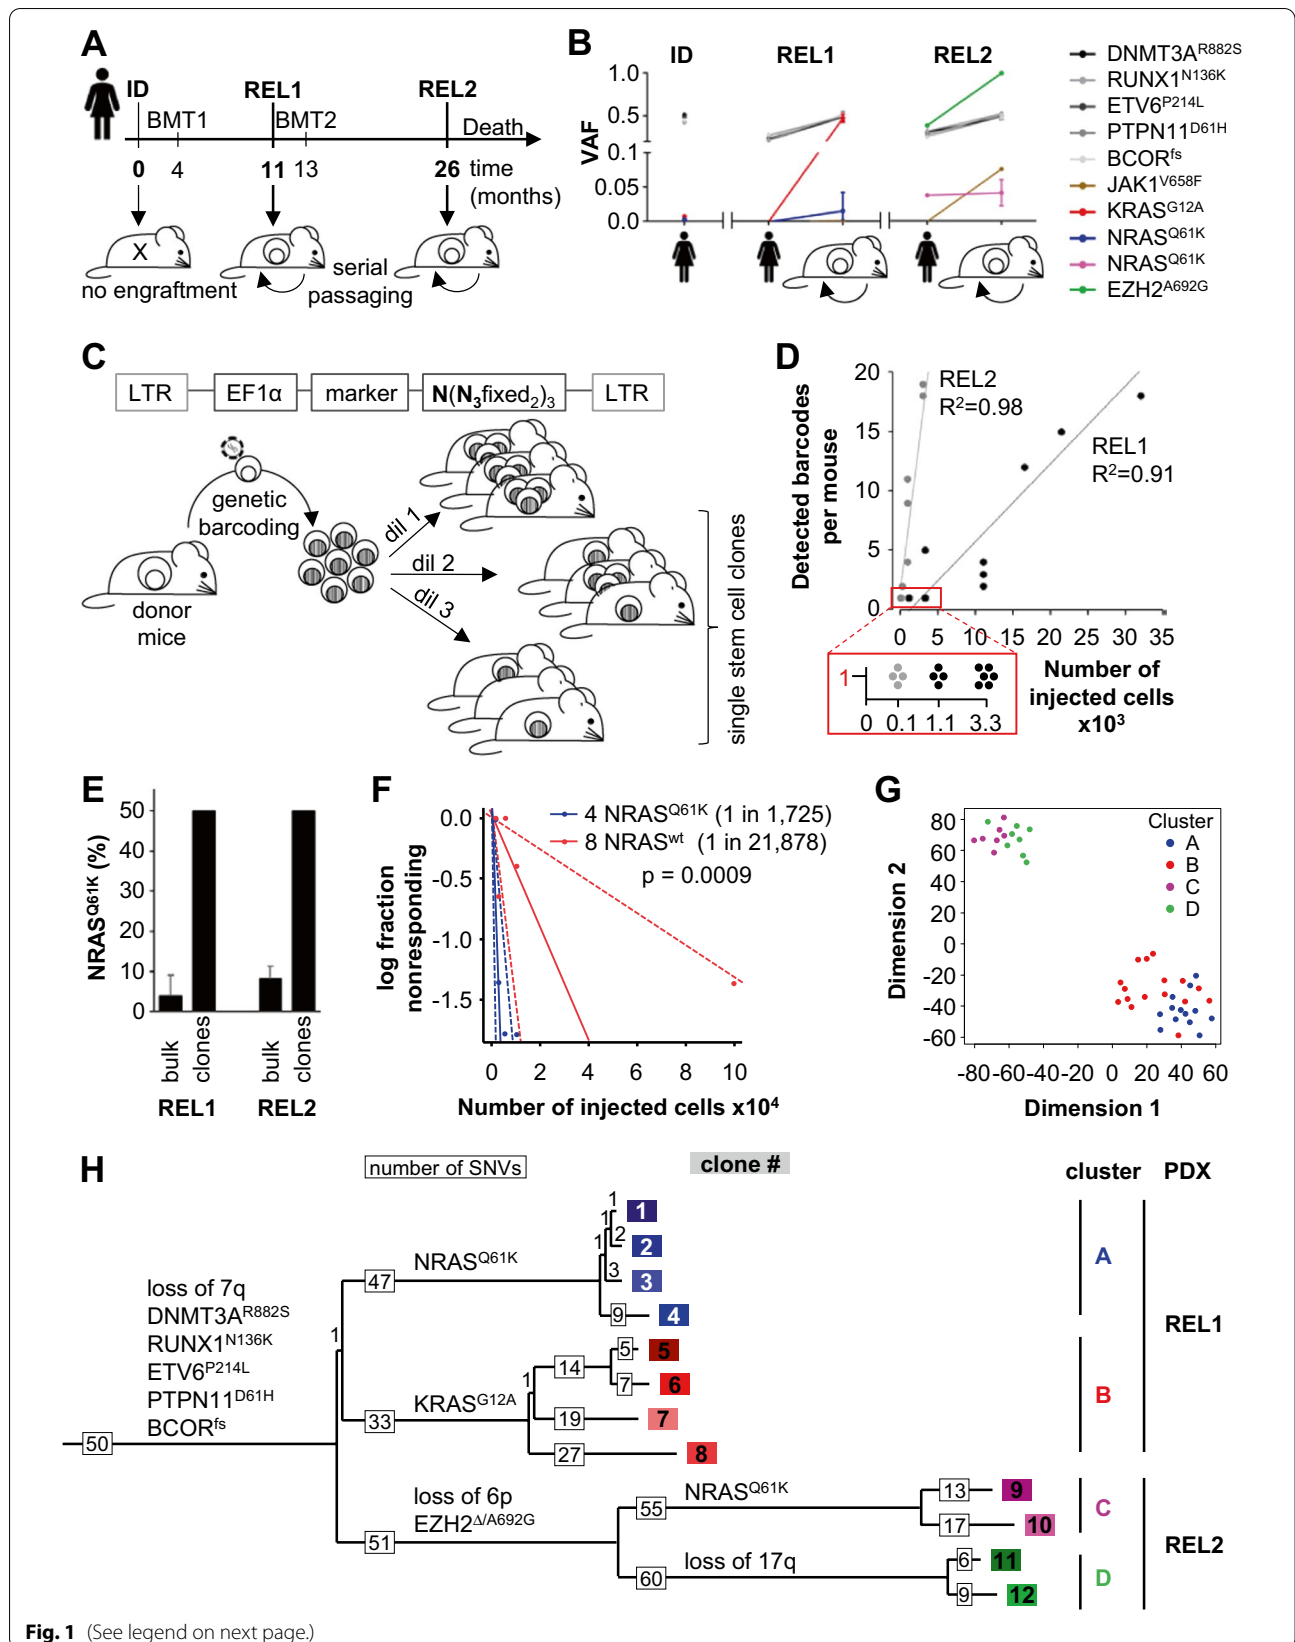 A
ID
REL1
REL2
BMT1
BMT2
Death
0
4
11
13
26
time
(months)
X
no engraftment
serial
passaging
B
ID
REL1
REL2
VAF
1.0
0.5
0.1
0.05
0.0
DNMT3A^R882S
RUNX1^N136K
ETV6^P214L
PTPN11^D61H
BCOR^fs
JAK1^V658F
KRAS^G12A
NRAS^Q61K
NRAS^Q61K
EZH2^A692G
C
LTR
EF1α
marker
N(N₃fixed₂)₃
LTR
genetic
barcoding
donor
mice
dil 1
dil 2
dil 3
single stem cell clones
D
Detected barcodes
per mouse
20
15
10
5
0
REL2
R²=0.98
REL1
R²=0.91
0 5 10 15 20 25 30 35
Number of
injected cells
x10³
1
0 0.1 1.1 3.3
E
NRAS^Q61K (%)
50
40
50
20
10
0
bulk
clones
bulk
clones
REL1
REL2
F
log fraction
nonresponding
0.0
-0.5
-1.0
-1.5
4 NRAS^Q61K (1 in 1,725)
8 NRAS^wt (1 in 21,878)
p = 0.0009
0 2 4 6 8 10
Number of injected cells x10⁴
G
Dimension 2
80
60
40
20
0
-20
-40
-60
Cluster
A
B
C
D
-80 -60 -40 -20 0 20 40 60
Dimension 1
H
number of SNVs
clone #
cluster
PDX
50
loss of 7q
DNMT3A^R882S
RUNX1^N136K
ETV6^P214L
PTPN11^D61H
BCOR^fs
1
47
NRAS^Q61K
1
1
1
2
3
9
1
2
3
4
33
KRAS^G12A
1
14
5
7
19
27
5
6
7
8
51
loss of 6p
EZH2^Δ/A692G
55
NRAS^Q61K
13
17
9
10
60
loss of 17q
6
9
11
12
A
B
C
D
REL1
REL2
Fig. 1 (See legend on next page.)